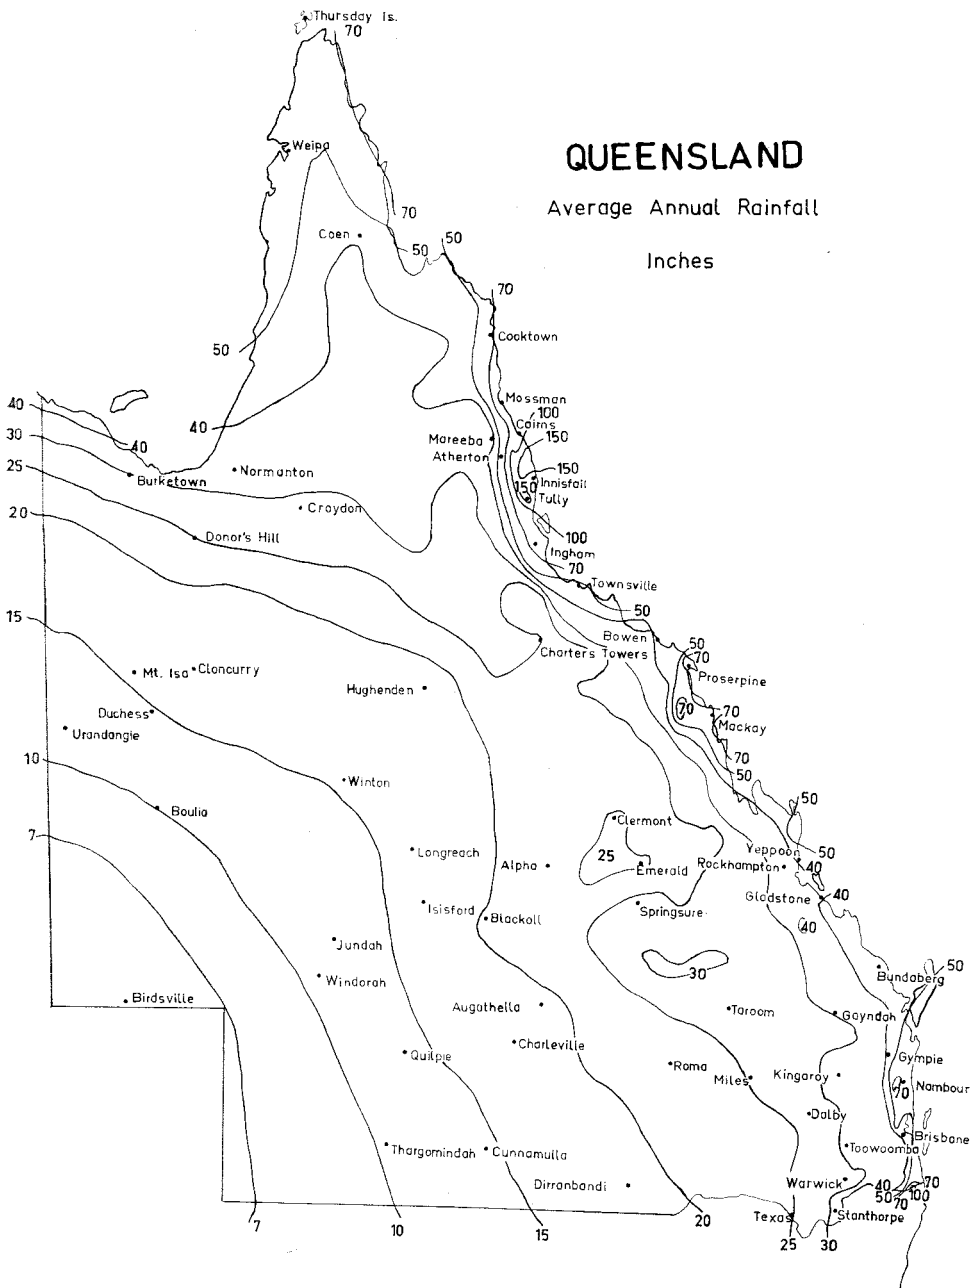 Thursday Is.
70
QUEENSLAND
Average Annual Rainfall
Inches
Weipa
70
Coen
50
50
70
Cooktown
50
40
Mossman
100
Cairns
40
30
25
20
40
Mareeba
150
Atherton
150
Innisfail
150
Tully
Normanton
Burketown
Croydon
100
Donor's Hill
Ingham
70
Townsville
50
15
Bowen
50
Charters Towers
70
Proserpine
Mt. Isa
Cloncurry
Hughenden
Duchess
70
70
Mackay
Urandangie
10
70
50
Winton
Boulia
50
7
Clermont
Longreach
25
Yeppoon
50
Alpha
Emerald
Rockhampton
40
Gladstone
40
Isisford
Blackoll
Springsure
40
Jundah
50
Windorah
30
Bundaberg
Birdsville
Augathella
Taroom
Gayndah
Charleville
Quilpie
Gympie
Roma
Miles
Kingaroy
70
Nambour
Dalby
Brisbane
Thargomindah
Cunnamulla
Toowoomba
Dirranbandi
Warwick
40
50
70
100
70
Texas
Stanthorpe
7
10
15
20
25
30